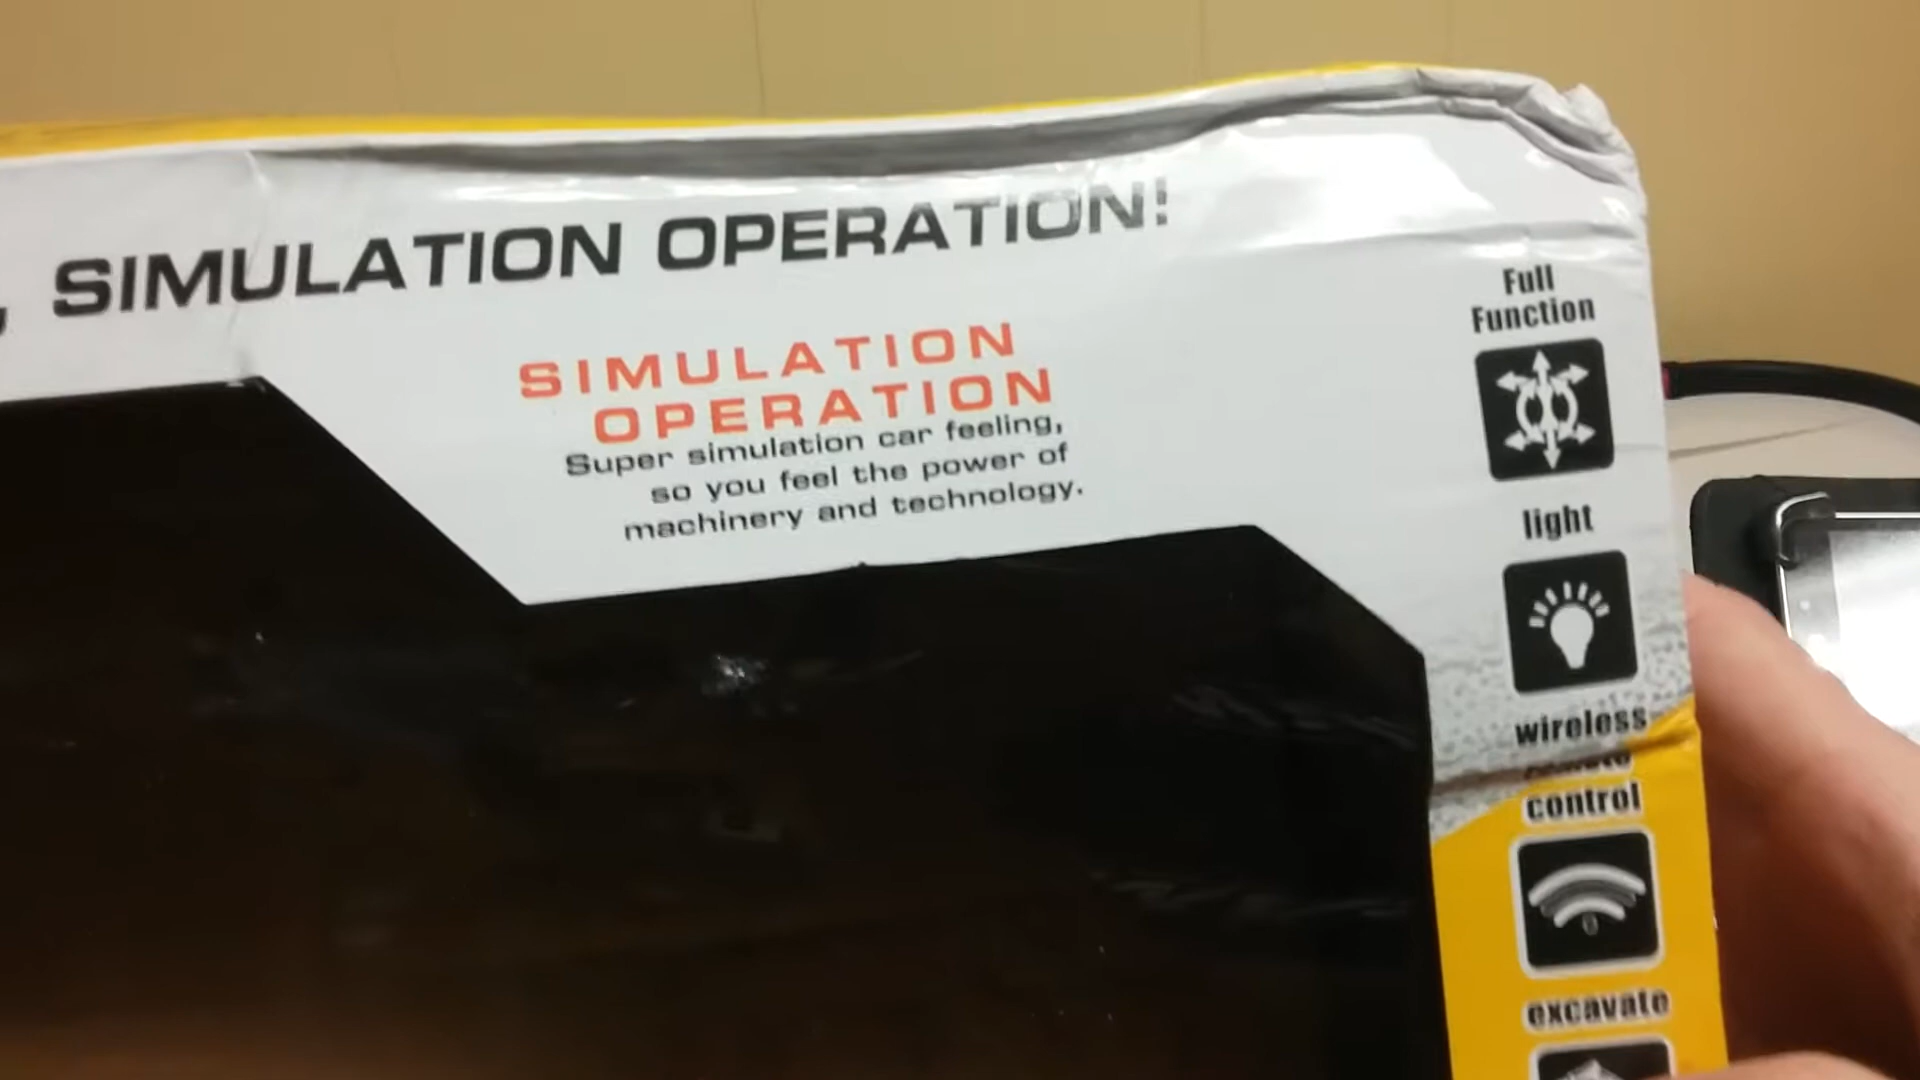 , SIMULATION OPERATION!
SIMULATION
OPERATION
Super simulation car feeling,
so you feel the power of
machinery and technology.
Full
Function
light
wireless
remote
control
excavate